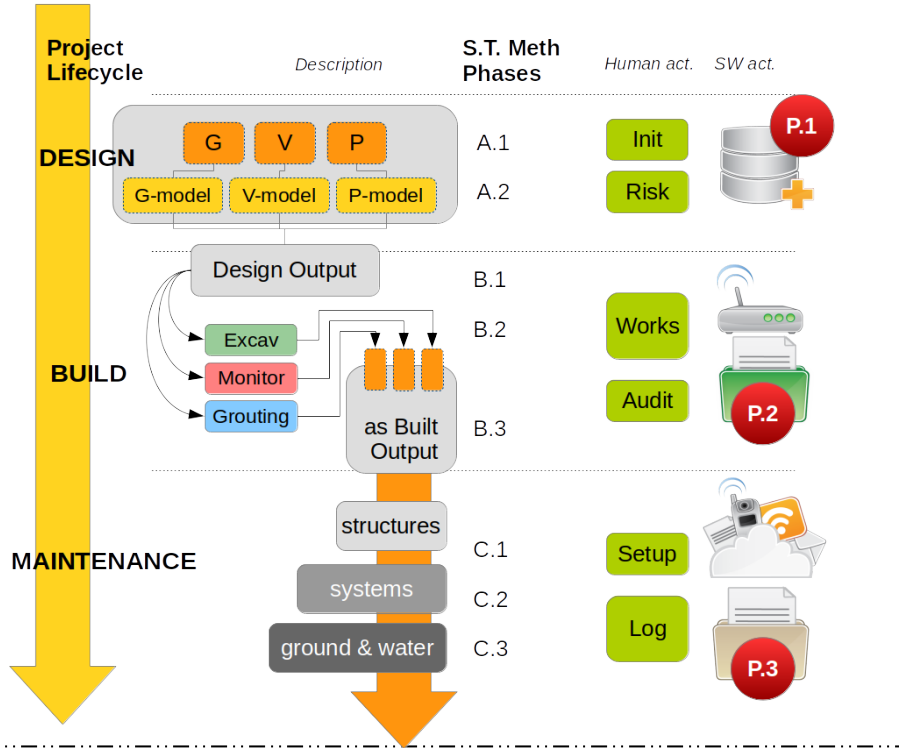 Project
Lifecycle
Description
S.T. Meth
Phases
Human act.
SW act.
DESIGN
G
V
P
G-model
V-model
P-model
A.1
A.2
Init
Risk
P.1
Design Output
B.1
B.2
B.3
BUILD
Excav
Monitor
Grouting
as Built
Output
Works
Audit
P.2
MAINTENANCE
structures
systems
ground & water
C.1
C.2
C.3
Setup
Log
P.3